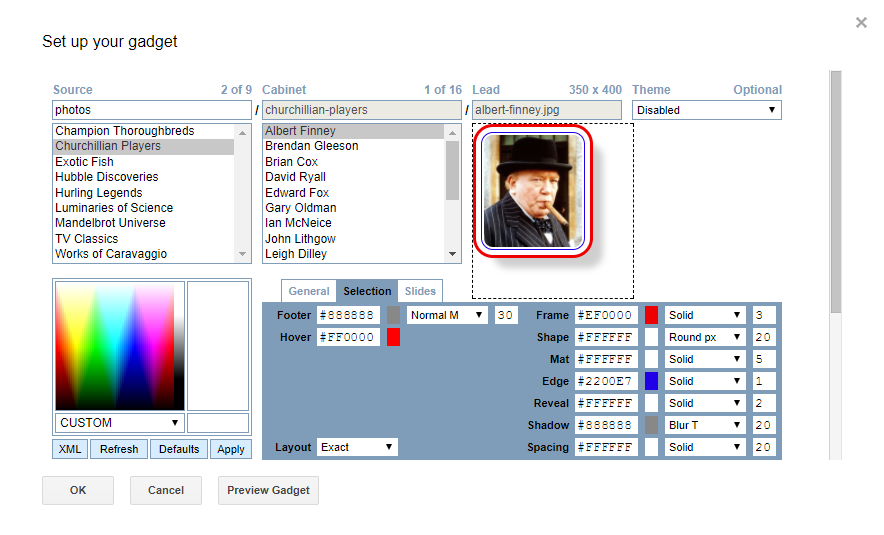 ×
Set up your gadget
Source 2 of 9 Cabinet 1 of 16 Lead 350 x 400 Theme Optional
photos / churchillian-players / albert-finney.jpg Disabled
Champion Thoroughbreds
Churchillian Players
Exotic Fish
Hubble Discoveries
Hurling Legends
Luminaries of Science
Mandelbrot Universe
TV Classics
Works of Caravaggio
Albert Finney
Brendan Gleeson
Brian Cox
David Ryall
Edward Fox
Gary Oldman
Ian McNeice
John Lithgow
Leigh Dilley
General Selection Slides
Footer #888888 Normal M 30 Frame #EF0000 Solid 3
Hover #FF0000 Shape #FFFFFF Round px 20
Mat #FFFFFF Solid 5
Edge #2200E7 Solid 1
Reveal #FFFFFF Solid 2
Shadow #888888 Blur T 20
Layout Exact Spacing #FFFFFF Solid 20
CUSTOM
XML Refresh Defaults Apply
OK Cancel Preview Gadget